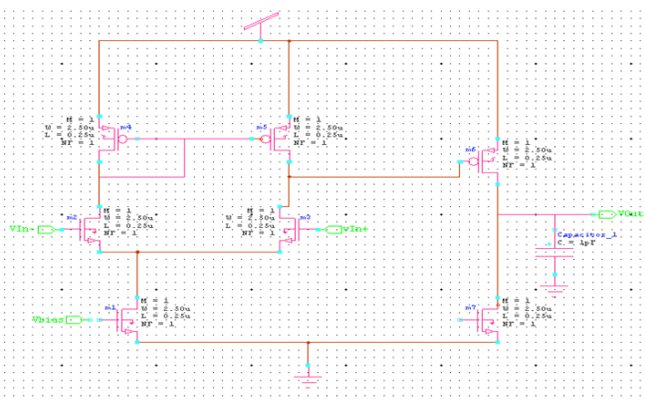 m4
M = 1
W = 2.50u
L = 0.25u
NF = 1
m5
M = 1
W = 2.50u
L = 0.25u
NF = 1
m6
M = 1
W = 2.50u
L = 0.25u
NF = 1
VIn-
m2
M = 1
W = 2.50u
L = 0.25u
NF = 1
M = 1
W = 2.50u
L = 0.25u
NF = 1
m3
vIn+
VOut
Capacitor_1
C = 1pF
Vbias
m1
M = 1
W = 2.50u
L = 0.25u
NF = 1
m7
M = 1
W = 2.50u
L = 0.25u
NF = 1